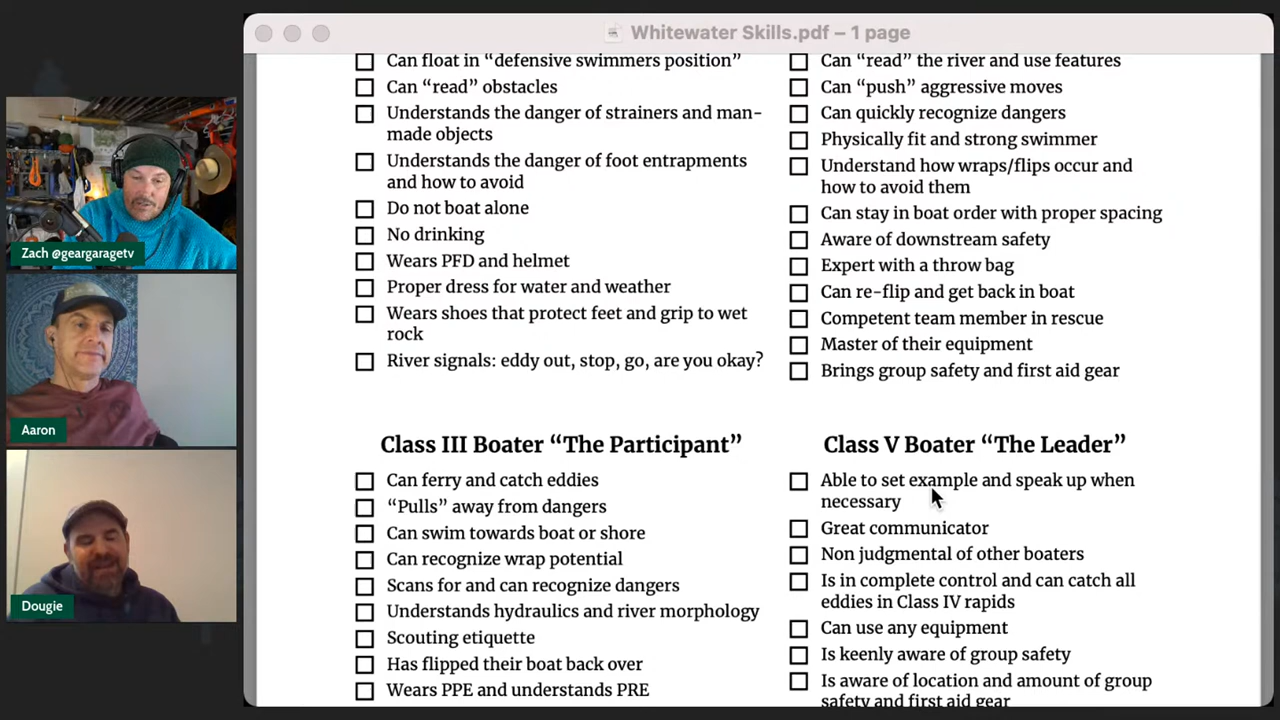 Whitewater Skills.pdf – 1 page
Zach @geargaragetv
Aaron
Dougie
Can float in “defensive swimmers position”
Can “read” obstacles
Understands the danger of strainers and man-
made objects
Understands the danger of foot entrapments
and how to avoid
Do not boat alone
No drinking
Wears PFD and helmet
Proper dress for water and weather
Wears shoes that protect feet and grip to wet
rock
River signals: eddy out, stop, go, are you okay?
Class III Boater “The Participant”
Can ferry and catch eddies
“Pulls” away from dangers
Can swim towards boat or shore
Can recognize wrap potential
Scans for and can recognize dangers
Understands hydraulics and river morphology
Scouting etiquette
Has flipped their boat back over
Wears PPE and understands PRE
Can “read” the river and use features
Can “push” aggressive moves
Can quickly recognize dangers
Physically fit and strong swimmer
Understand how wraps/flips occur and
how to avoid them
Can stay in boat order with proper spacing
Aware of downstream safety
Expert with a throw bag
Can re-flip and get back in boat
Competent team member in rescue
Master of their equipment
Brings group safety and first aid gear
Class V Boater “The Leader”
Able to set example and speak up when
necessary
Great communicator
Non judgmental of other boaters
Is in complete control and can catch all
eddies in Class IV rapids
Can use any equipment
Is keenly aware of group safety
Is aware of location and amount of group
safety and first aid gear